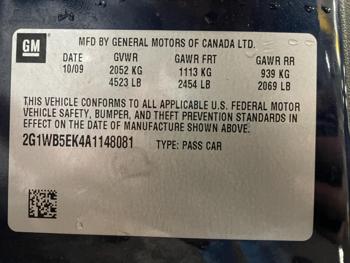 GM
MFD BY GENERAL MOTORS OF CANADA LTD.
DATE GVWR GAWR FRT GAWR RR
10/09 2052 KG 1113 KG 939 KG
4523 LB 2454 LB 2069 LB
THIS VEHICLE CONFORMS TO ALL APPLICABLE U.S. FEDERAL MOTOR
VEHICLE SAFETY, BUMPER, AND THEFT PREVENTION STANDARDS IN
EFFECT ON THE DATE OF MANUFACTURE SHOWN ABOVE.
2G1WB5EK4A1148081 TYPE: PASS CAR